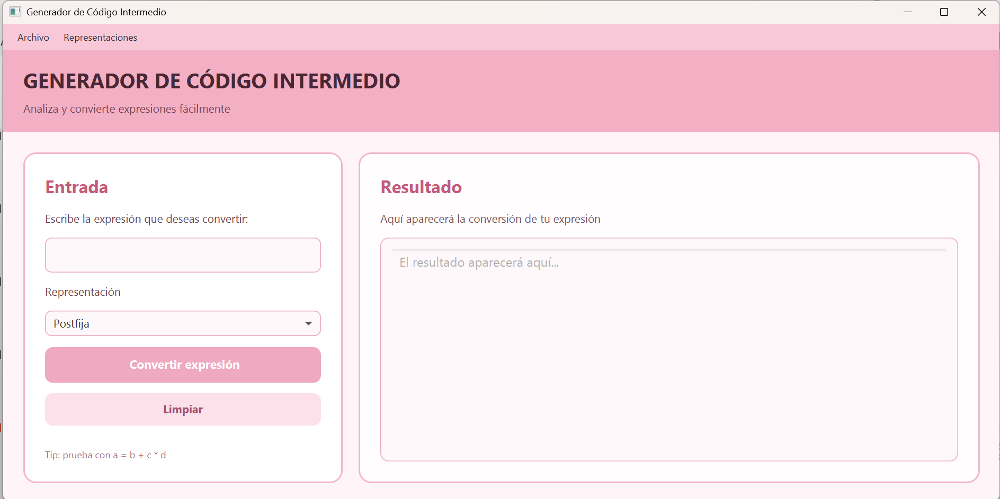 Generador de Código Intermedio
Archivo Representaciones
GENERADOR DE CÓDIGO INTERMEDIO
Analiza y convierte expresiones fácilmente
Entrada
Escribe la expresión que deseas convertir:
Representación
Postfija
Convertir expresión
Limpiar
Tip: prueba con a = b + c * d
Resultado
Aquí aparecerá la conversión de tu expresión
El resultado aparecerá aquí...